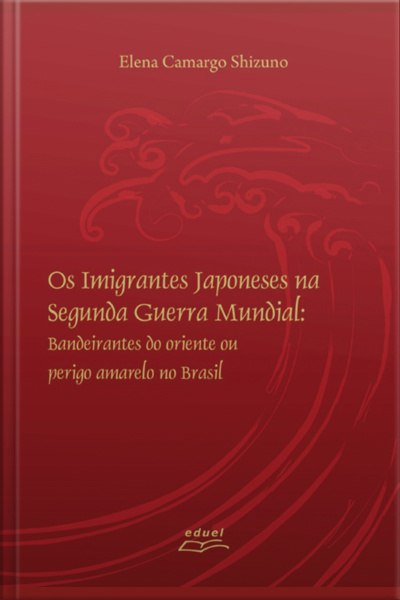 Elena Camargo Shizuno
Os Imigrantes Japoneses na
Segunda Guerra Mundial:
Bandeirantes do oriente ou
perigo amarelo no Brasil
eduel